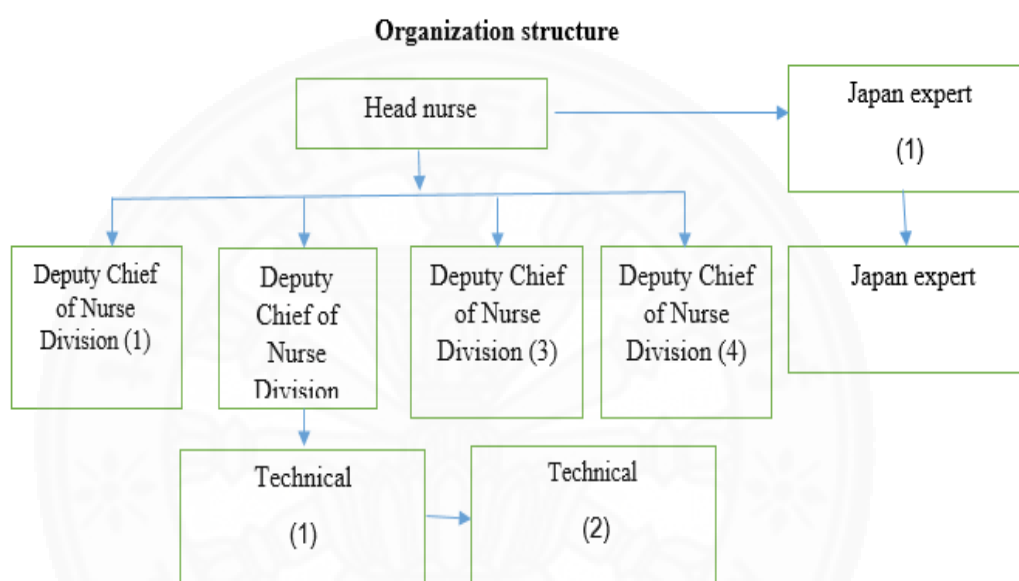 Organization structure
Head nurse
Japan expert
(1)
Deputy Chief
of Nurse
Division (1)
Deputy
Chief of
Nurse
Division
Deputy Chief
of Nurse
Division (3)
Deputy Chief
of Nurse
Division (4)
Japan expert
Technical
(1)
Technical
(2)